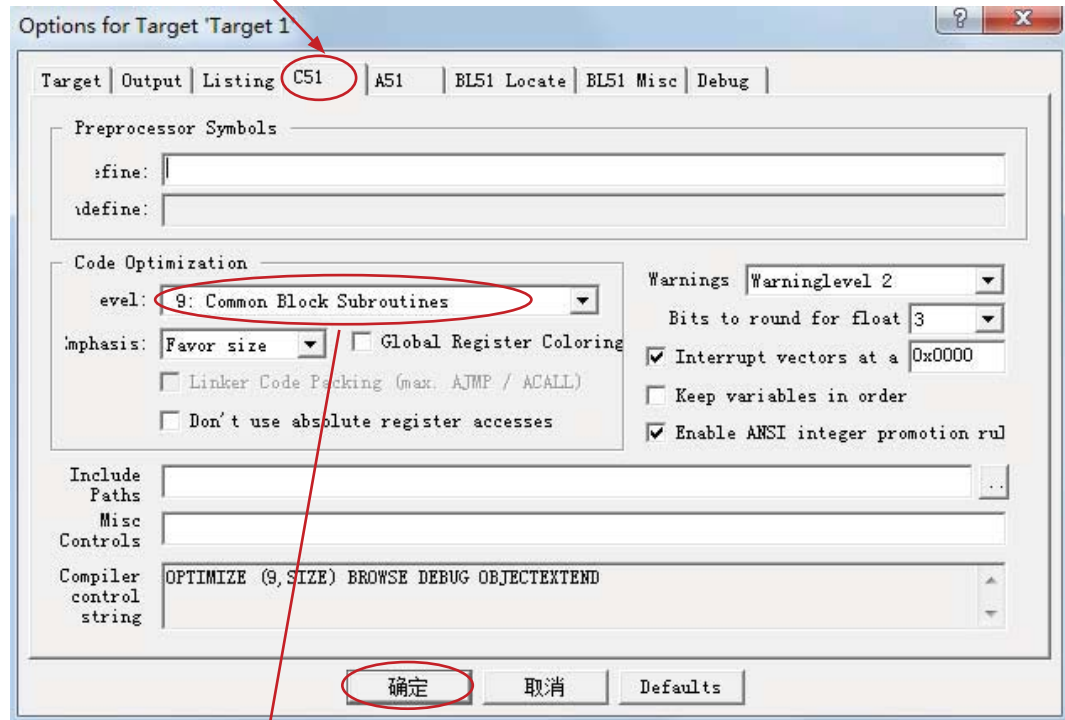 Options for Target 'Target 1'
Target Output Listing C51 A51 BL51 Locate BL51 Misc Debug
Preprocessor Symbols
efine:
ndefine:
Code Optimization
evel: 9: Common Block Subroutines
mphasis: Favor size Global Register Coloring
Linker Code Packing (max. AJMP / ACALL)
Don't use absolute register accesses
Warnings Warninglevel 2
Bits to round for float 3
Interrupt vectors at a 0x0000
Keep variables in order
Enable ANSI integer promotion rul
Include Paths
..
Misc Controls
Compiler control string
OPTIMIZE (9,SIZE) BROWSE DEBUG OBJECTEXTEND
确定 取消 Defaults